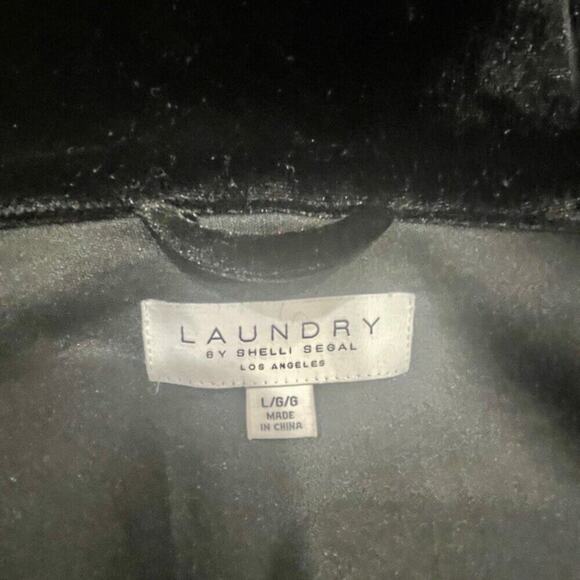 LAUNDRY
BY SHELLI SEGAL
LOS ANGELES
L/G/G
MADE
IN CHINA